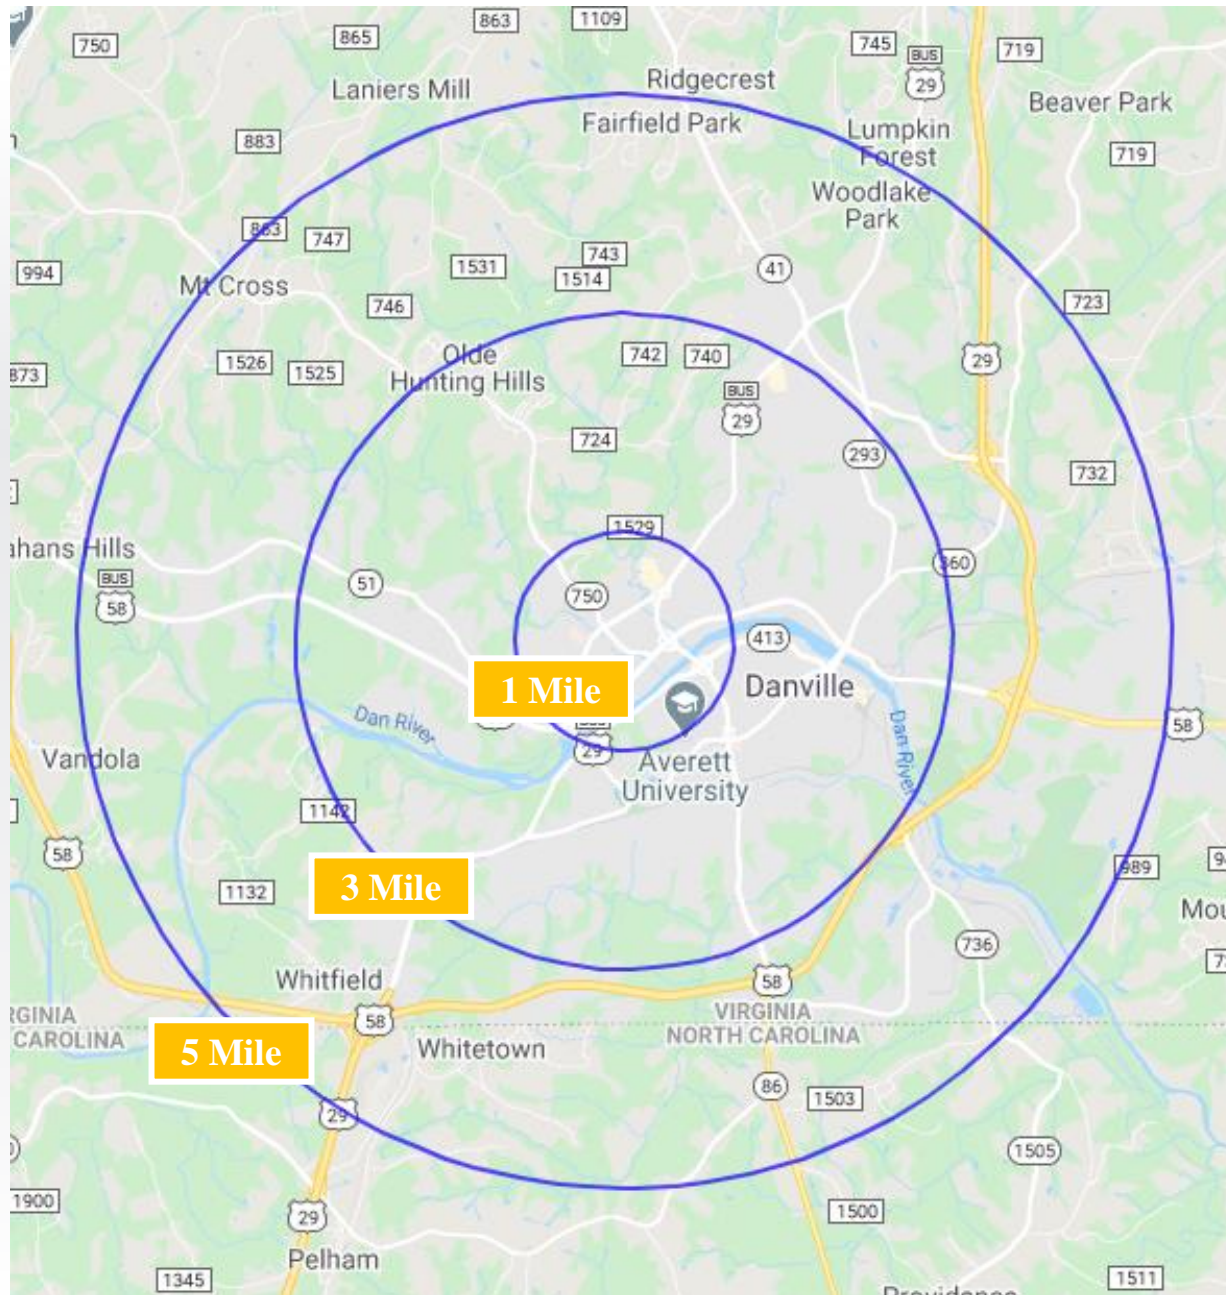 863
1109
750
865
745
BUS
29
719
Laniers Mill
Ridgecrest
Beaver Park
Fairfield Park
Lumpkin
Forest
883
719
Woodlake
Park
863
747
743
1531
1514
41
994
Mt Cross
746
723
1526
1525
Olde
Hunting Hills
742
740
29
873
BUS
29
724
293
732
1529
ahans Hills
BUS
58
51
750
360
413
1 Mile
Danville
Dan River
Dan River
58
29
Averett
University
Vandola
1142
58
3 Mile
989
1132
Mou
736
Whitfield
58
VIRGINIA
NORTH CAROLINA
RGINIA
CAROLINA
58
5 Mile
Whitetown
86
1503
29
1505
1900
29
1500
Pelham
1345
1511